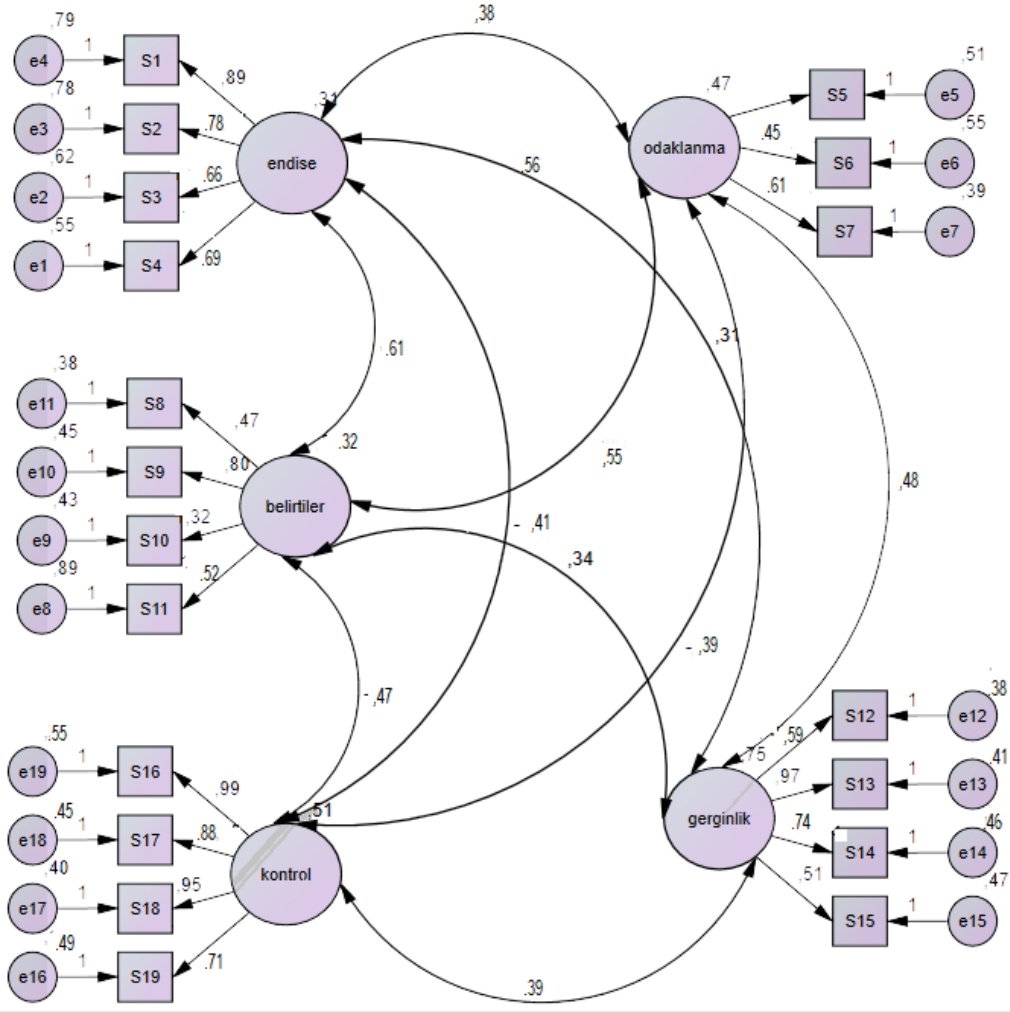 ,79
e4 1 S1 ,89
,78
e3 1 S2 .78
,62
e2 1 S3 .66
,55
e1 1 S4 .69
endise
,38
,47
odaklanma
S5 1 e5 ,51
.45
S6 1 e6 ,55
.61
S7 1 e7 ,39
,56
,31
.61
,55
,48
,38
e11 1 S8 ,47
,45
e10 1 S9 ,80
,43
e9 1 S10 ,32
,89
e8 1 S11 .52
.32
belirtiler
- ,41
,34
- ,39
- ,47
.55
e19 1 S16 ,99
.45
e18 1 S17 .88
,40
e17 1 S18 ,95
.49
e16 1 S19 .71
,51
kontrol
.39
,75
gerginlik
,59 S12 1 e12 ,38
,97 S13 1 e13 .41
.74 S14 1 e14 ,46
,51 S15 1 e15 ,47